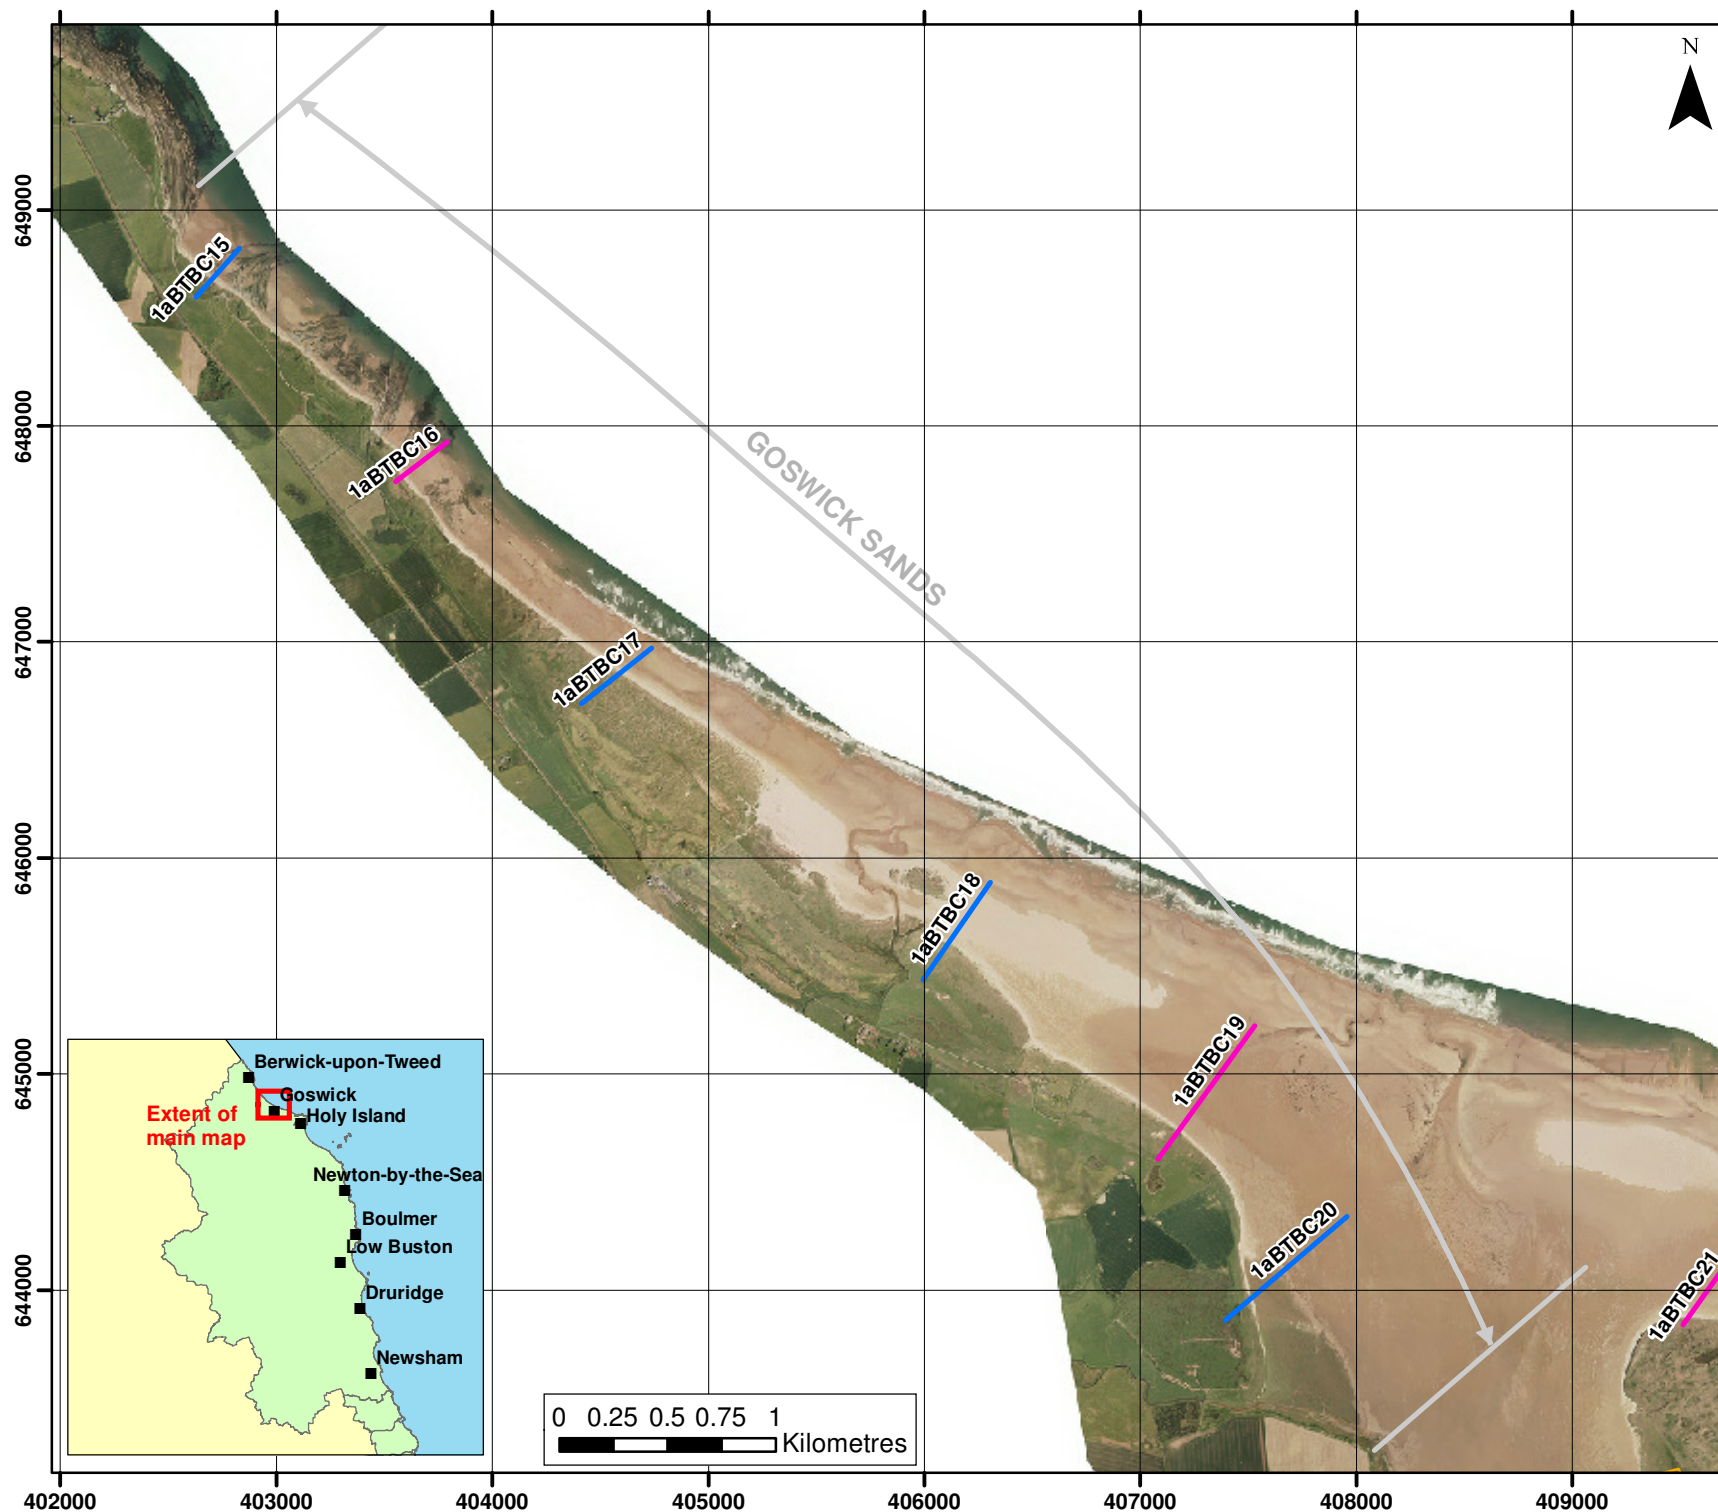 N
649000
648000
647000
646000
645000
644000
1aBTBC15
1aBTBC16
1aBTBC17
1aBTBC18
1aBTBC19
1aBTBC20
1aBTBC21
GOSWICK SANDS
Berwick-upon-Tweed
Goswick
Holy Island
Extent of
main map
Newton-by-the-Sea
Boulmer
Low Buston
Druridge
Newsham
0 0.25 0.5 0.75 1
Kilometres
402000 403000 404000 405000 406000 407000 408000 409000